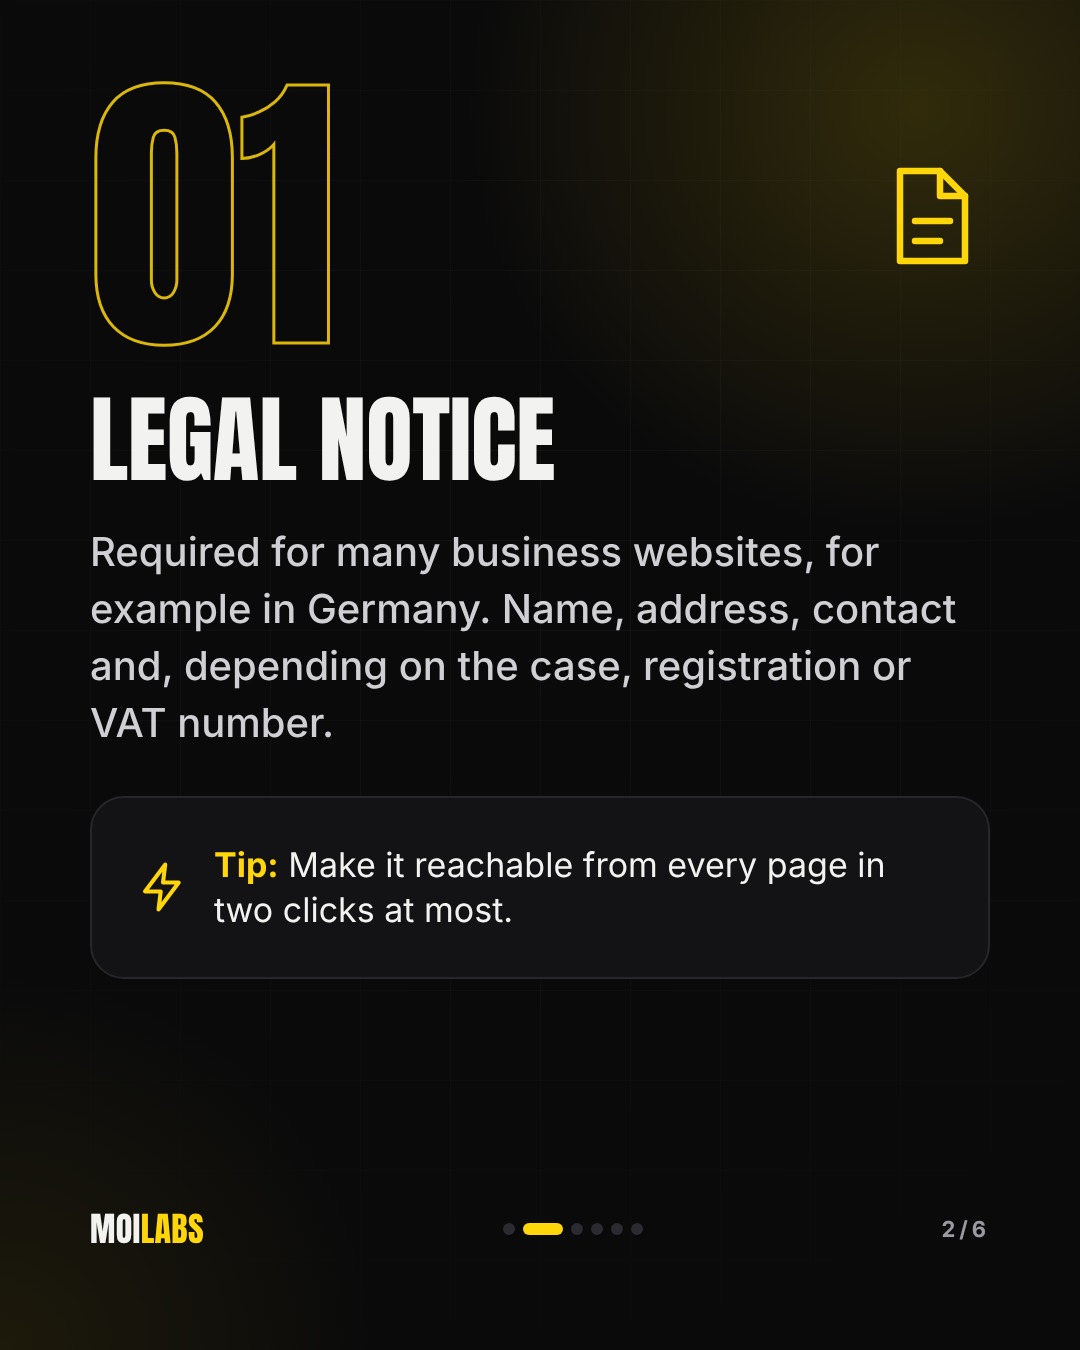 01
LEGAL NOTICE
Required for many business websites, for
example in Germany. Name, address, contact
and, depending on the case, registration or
VAT number.
Tip: Make it reachable from every page in
two clicks at most.
MOILABS
2/6